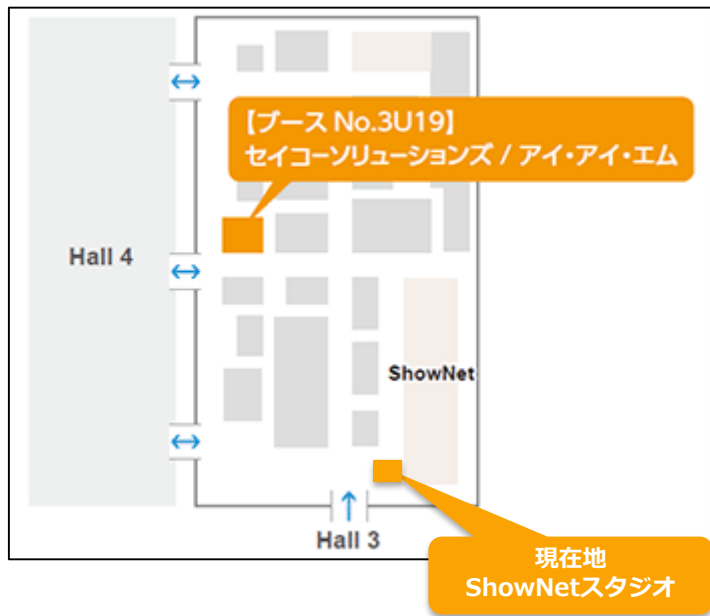 【ブース No.3U19】
セイコーソリューションズ / アイ・アイ・エム
Hall 4
ShowNet
Hall 3
現在地
ShowNetスタジオ